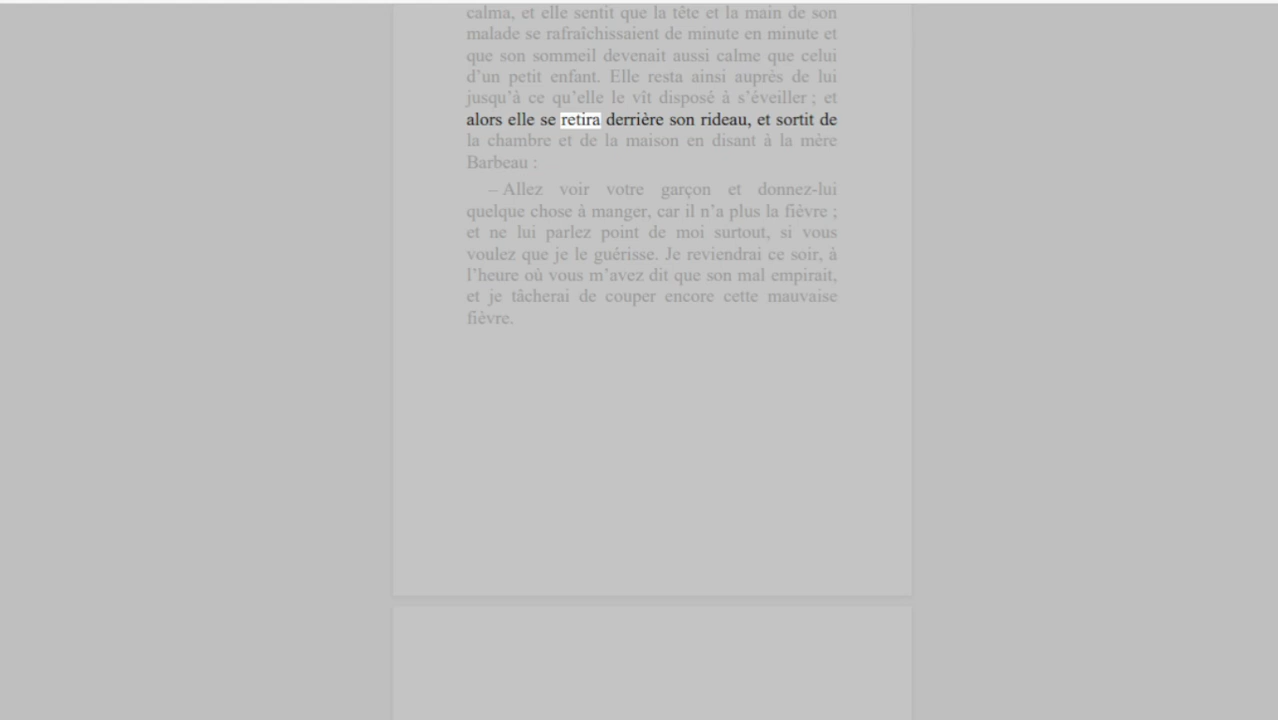 calma, et elle sentit que la tête et la main de son
malade se rafraîchissaient de minute en minute et
que son sommeil devenait aussi calme que celui
d’un petit enfant. Elle resta ainsi auprès de lui
jusqu’à ce qu’elle le vît disposé à s’éveiller ; et
alors elle se retira derrière son rideau, et sortit de
la chambre et de la maison en disant à la mère
Barbeau :
– Allez voir votre garçon et donnez-lui
quelque chose à manger, car il n’a plus la fièvre ;
et ne lui parlez point de moi surtout, si vous
voulez que je le guérisse. Je reviendrai ce soir, à
l’heure où vous m’avez dit que son mal empirait,
et je tâcherai de couper encore cette mauvaise
fièvre.